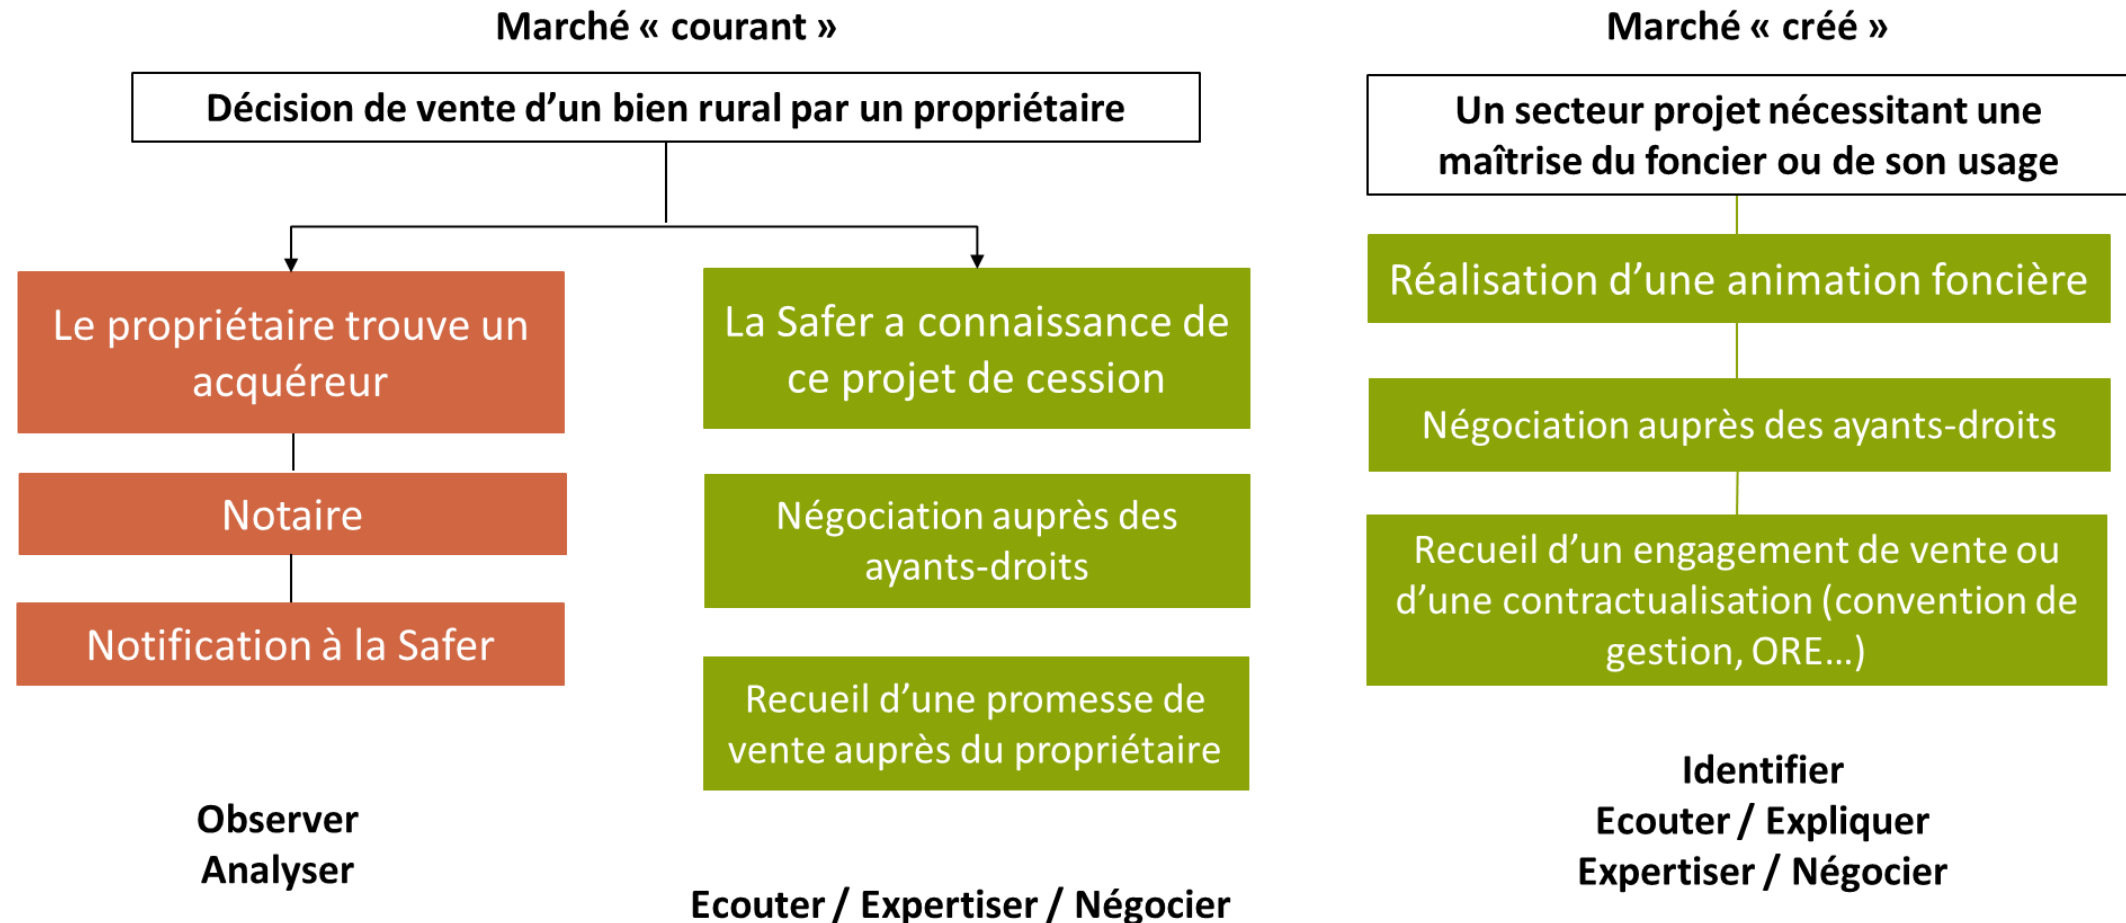 Marché « courant »
Décision de vente d’un bien rural par un propriétaire
Le propriétaire trouve un
acquéreur
Notaire
Notification à la Safer
Observer
Analyser
La Safer a connaissance de
ce projet de cession
Négociation auprès des
ayants-droits
Recueil d’une promesse de
vente auprès du propriétaire
Ecouter / Expertiser / Négocier
Marché « créé »
Un secteur projet nécessitant une
maîtrise du foncier ou de son usage
Réalisation d’une animation foncière
Négociation auprès des ayants-droits
Recueil d’un engagement de vente ou
d’une contractualisation (convention de
gestion, ORE…)
Identifier
Ecouter / Expliquer
Expertiser / Négocier